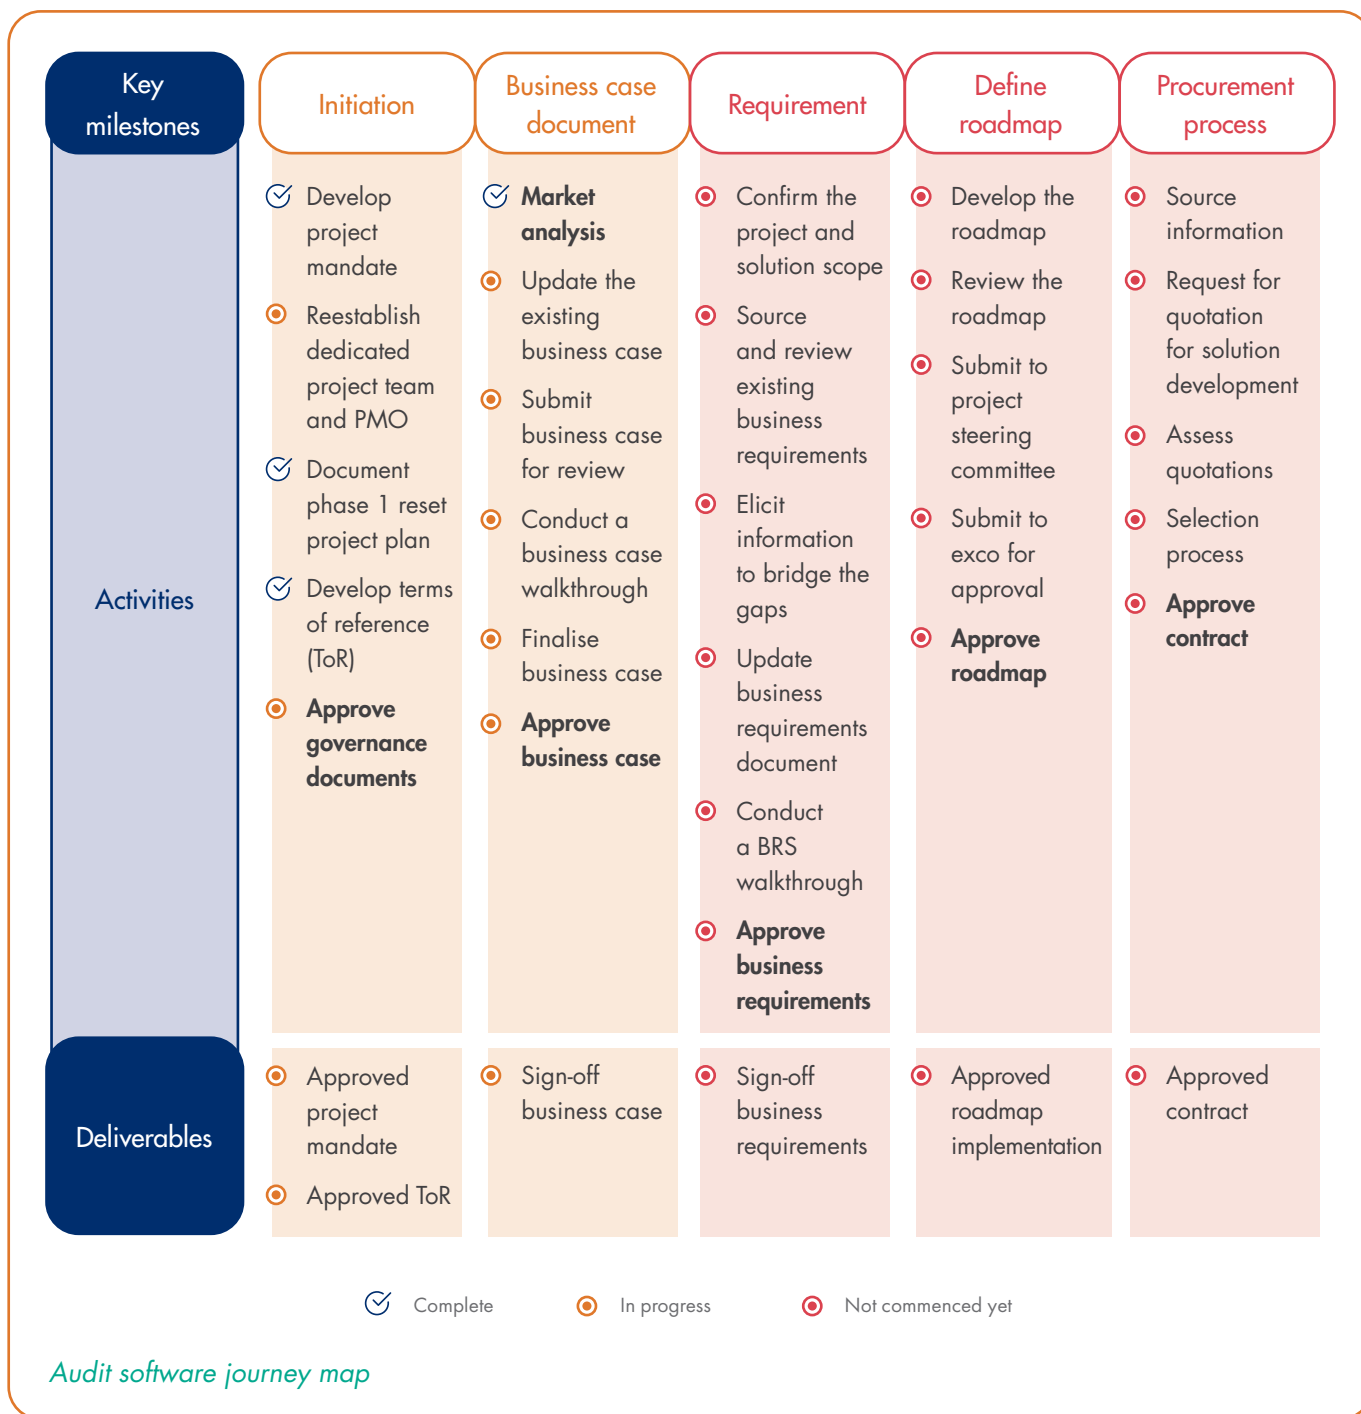 Key
milestones
Initiation
Business case
document
Requirement
Define
roadmap
Procurement
process
Activities
Develop
project
mandate
Reestablish
dedicated
project team
and PMO
Document
phase 1 reset
project plan
Develop terms
of reference
(ToR)
Approve
governance
documents
Market
analysis
Update the
existing
business case
Submit
business case
for review
Conduct a
business case
walkthrough
Finalise
business case
Approve
business case
Confirm the
project and
solution scope
Source
and review
existing
business
requirements
Elicit
information
to bridge the
gaps
Update
business
requirements
document
Conduct
a BRS
walkthrough
Approve
business
requirements
Develop the
roadmap
Review the
roadmap
Submit to
project
steering
committee
Submit to
exco for
approval
Approve
roadmap
Source
information
Request for
quotation
for solution
development
Assess
quotations
Selection
process
Approve
contract
Deliverables
Approved
project
mandate
Approved ToR
Sign-off
business case
Sign-off
business
requirements
Approved
roadmap
implementation
Approved
contract
Complete
In progress
Not commenced yet
Audit software journey map